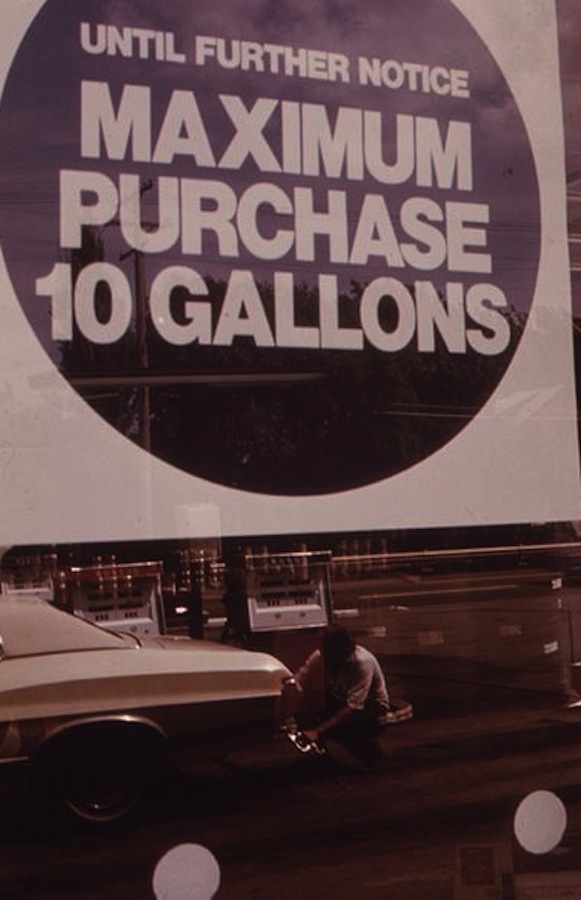 UNTIL FURTHER NOTICE
MAXIMUM
PURCHASE
10 GALLONS